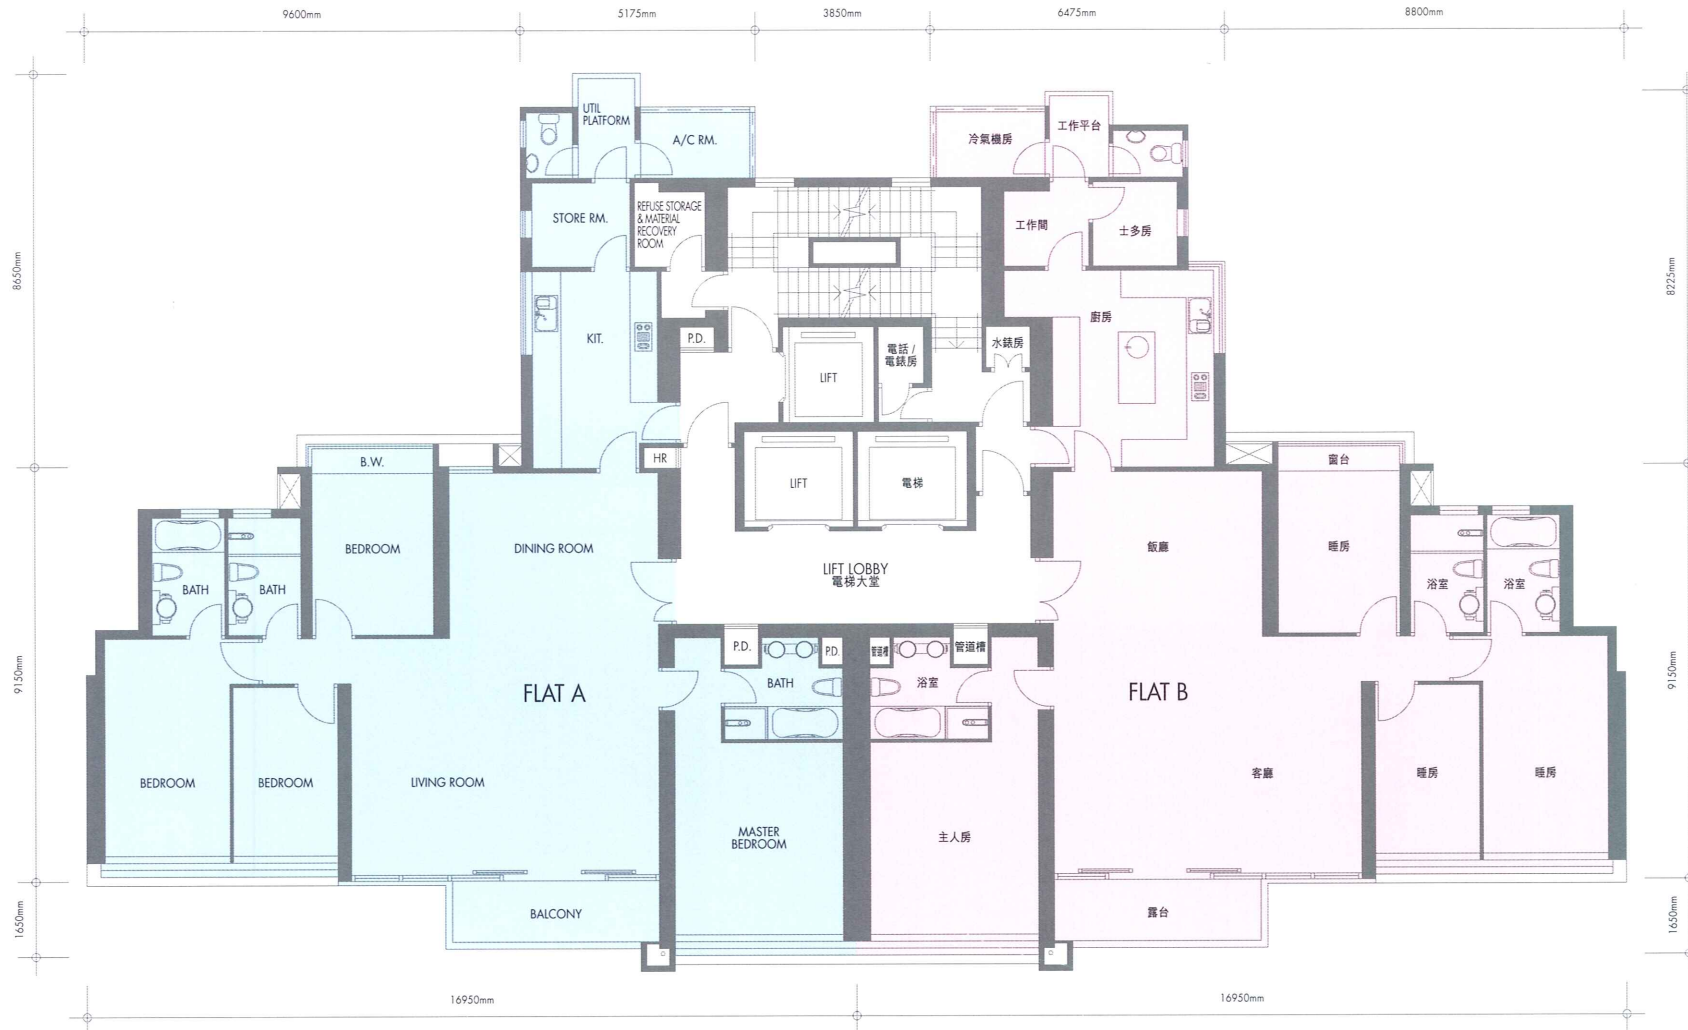 9600mm
5175mm
3850mm
6475mm
8800mm
UTIL
PLATFORM
A/C RM.
冷氣機房
工作平台
STORE RM.
REFUSE STORAGE
& MATERIAL
RECOVERY
ROOM
工作間
士多房
8650mm
8225mm
KIT.
P.D.
LIFT
電話 /
電錶房
水錶房
廚房
HR
B.W.
LIFT
電梯
窗台
BEDROOM
DINING ROOM
飯廳
睡房
BATH
BATH
LIFT LOBBY
電梯大堂
浴室
浴室
9150mm
9150mm
P.D.
P.D.
管道槽
管道槽
FLAT A
BATH
浴室
FLAT B
BEDROOM
BEDROOM
LIVING ROOM
客廳
睡房
睡房
MASTER
BEDROOM
主人房
1650mm
1650mm
BALCONY
露台
16950mm
16950mm